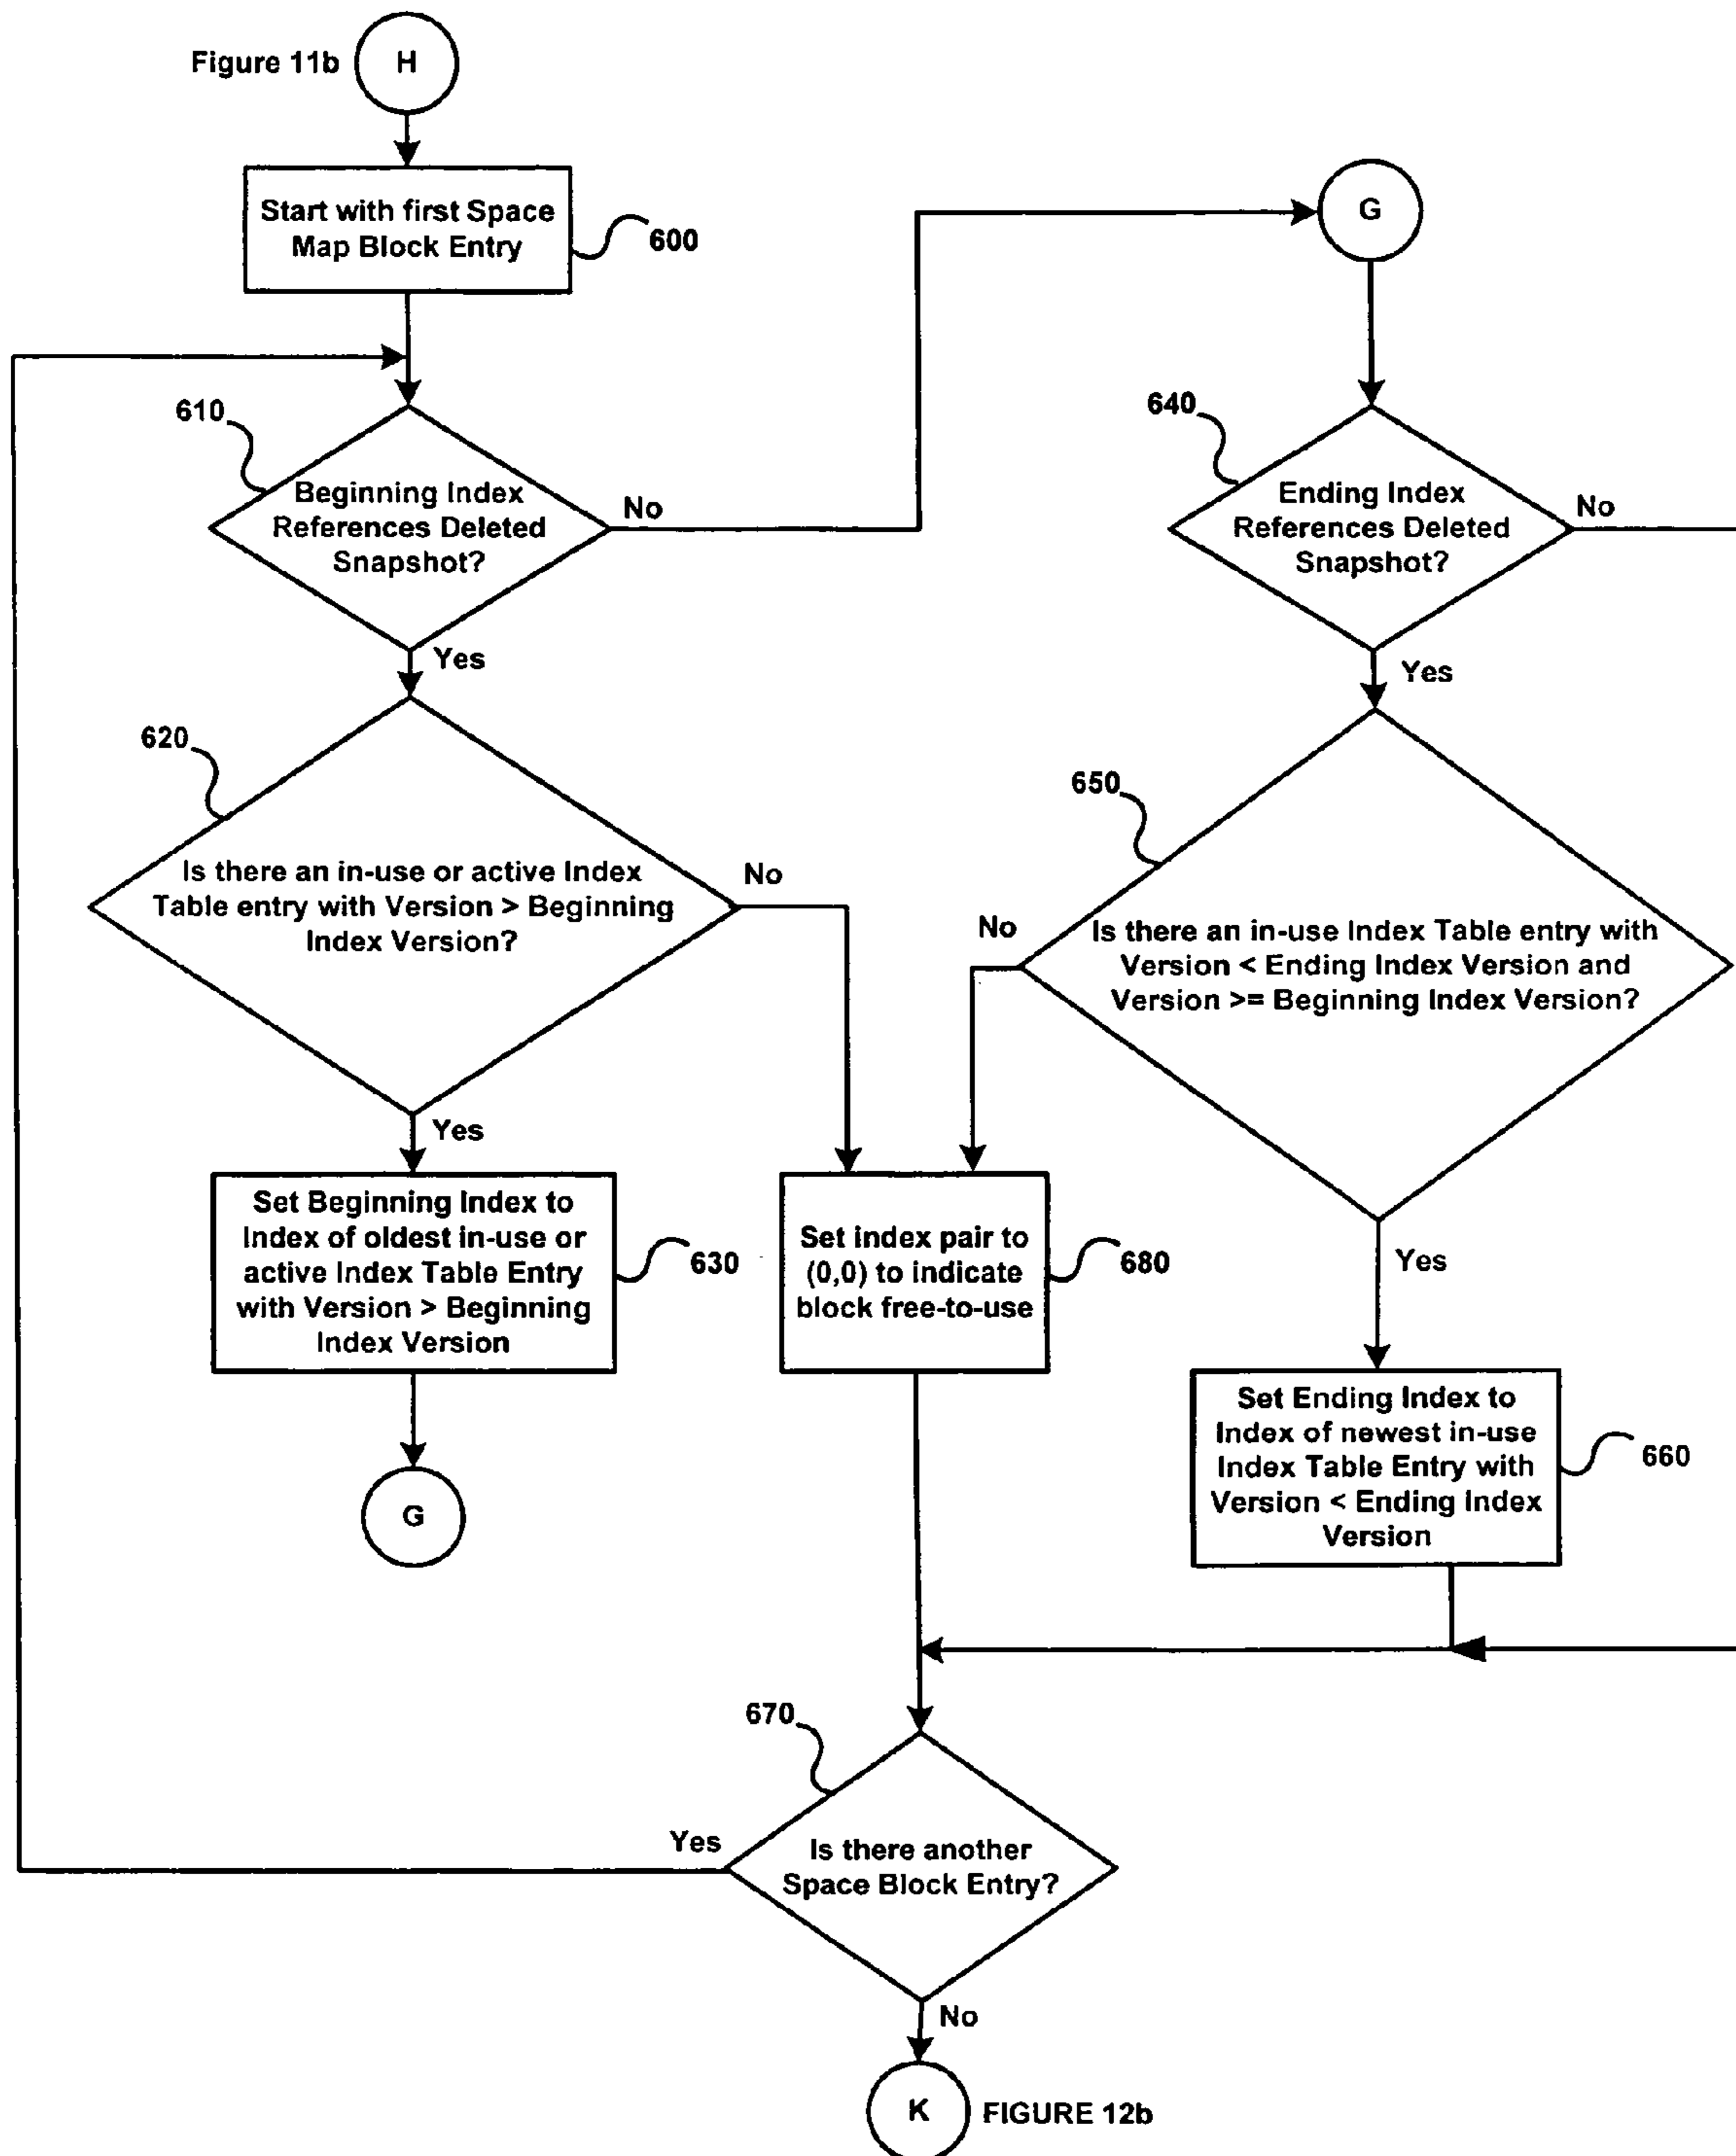 Figure 11b
H
Start with first Space
Map Block Entry
600
G
610
Beginning Index
References Deleted
Snapshot?
No
Yes
640
Ending Index
References Deleted
Snapshot?
No
Yes
620
Is there an in-use or active Index
Table entry with Version > Beginning
Index Version?
No
Yes
650
Is there an in-use Index Table entry with
Version < Ending Index Version and
Version >= Beginning Index Version?
No
Yes
Set Beginning Index to
Index of oldest in-use or
active Index Table Entry
with Version > Beginning
Index Version
630
Set index pair to
(0,0) to indicate
block free-to-use
680
Set Ending Index to
Index of newest in-use
Index Table Entry with
Version < Ending Index
Version
660
G
670
Is there another
Space Block Entry?
Yes
No
K
FIGURE 12b